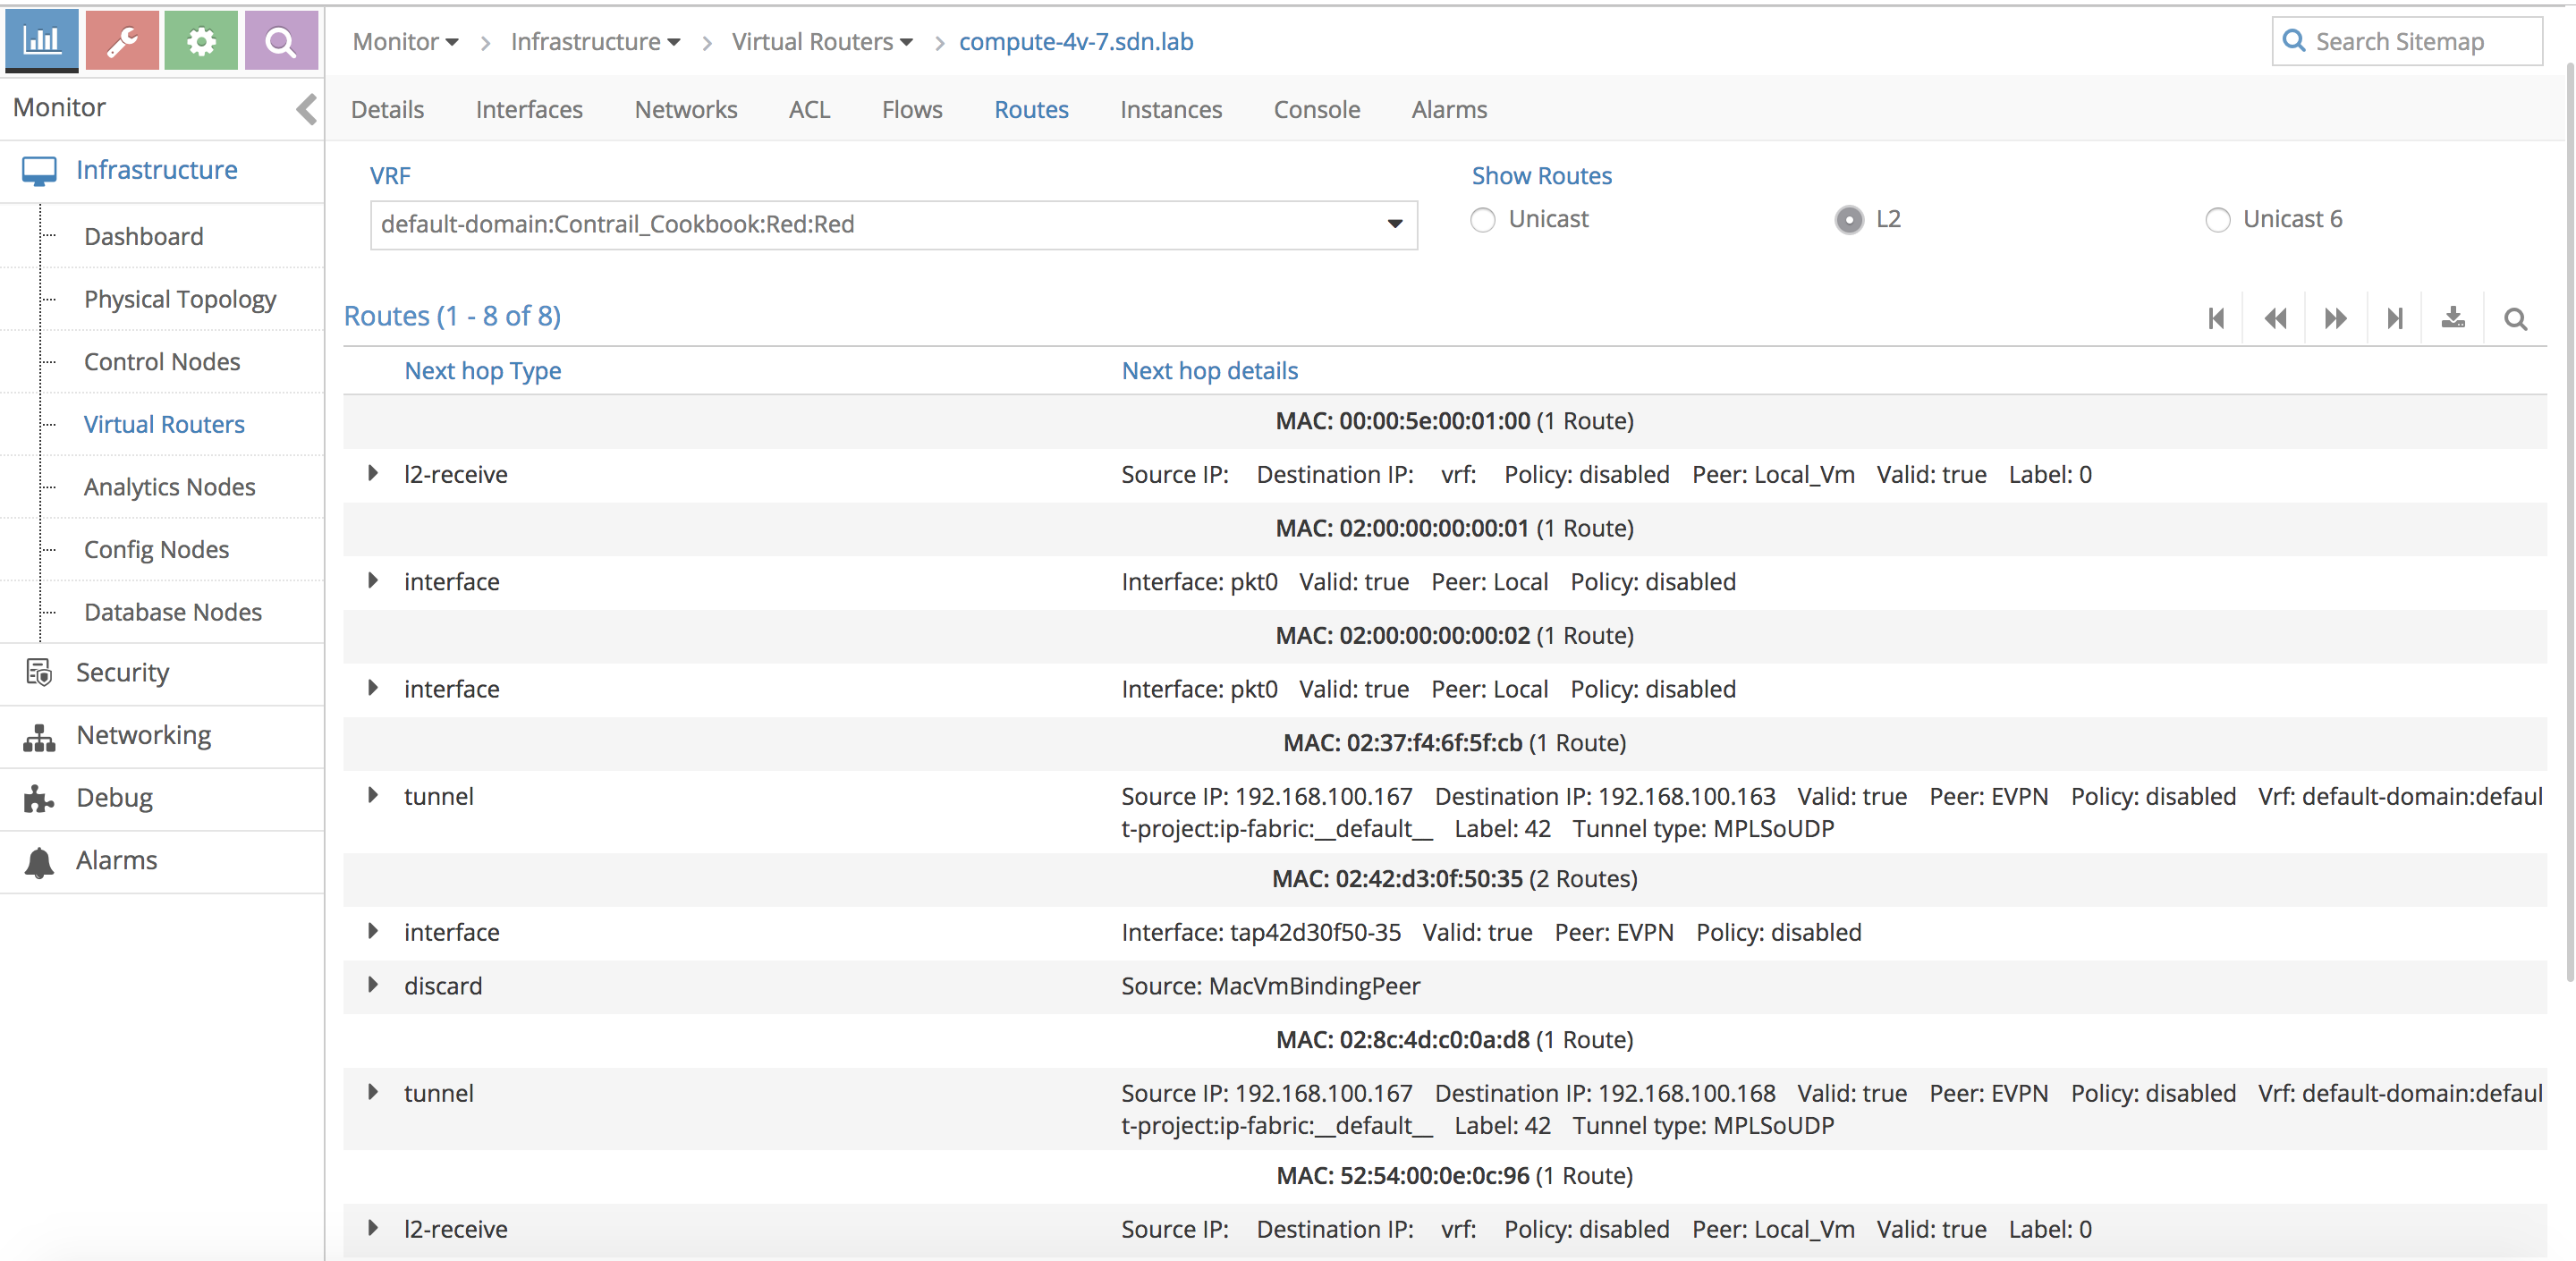 Monitor > Infrastructure > Virtual Routers > compute-4v-7.sdn.lab
Search Sitemap
Monitor
Infrastructure
Dashboard
Physical Topology
Control Nodes
Virtual Routers
Analytics Nodes
Config Nodes
Database Nodes
Security
Networking
Debug
Alarms
Details Interfaces Networks ACL Flows Routes Instances Console Alarms
VRF
default-domain:Contrail_Cookbook:Red:Red
Show Routes
Unicast L2 Unicast 6
Routes (1 - 8 of 8)
Next hop Type Next hop details
MAC: 00:00:5e:00:01:00 (1 Route)
l2-receive Source IP: Destination IP: vrf: Policy: disabled Peer: Local_Vm Valid: true Label: 0
MAC: 02:00:00:00:00:01 (1 Route)
interface Interface: pkt0 Valid: true Peer: Local Policy: disabled
MAC: 02:00:00:00:00:02 (1 Route)
interface Interface: pkt0 Valid: true Peer: Local Policy: disabled
MAC: 02:37:f4:6f:5f:cb (1 Route)
tunnel Source IP: 192.168.100.167 Destination IP: 192.168.100.163 Valid: true Peer: EVPN Policy: disabled Vrf: default-domain:defaul
t-project:ip-fabric:__default__ Label: 42 Tunnel type: MPLSoUDP
MAC: 02:42:d3:0f:50:35 (2 Routes)
interface Interface: tap42d30f50-35 Valid: true Peer: EVPN Policy: disabled
discard Source: MacVmBindingPeer
MAC: 02:8c:4d:c0:0a:d8 (1 Route)
tunnel Source IP: 192.168.100.167 Destination IP: 192.168.100.168 Valid: true Peer: EVPN Policy: disabled Vrf: default-domain:defaul
t-project:ip-fabric:__default__ Label: 42 Tunnel type: MPLSoUDP
MAC: 52:54:00:0e:0c:96 (1 Route)
l2-receive Source IP: Destination IP: vrf: Policy: disabled Peer: Local_Vm Valid: true Label: 0